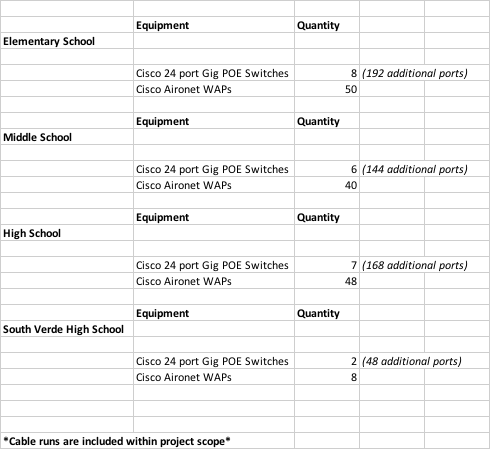 Equipment Quantity
Elementary School
Cisco 24 port Gig POE Switches 8 (192 additional ports)
Cisco Aironet WAPs 50
Equipment Quantity
Middle School
Cisco 24 port Gig POE Switches 6 (144 additional ports)
Cisco Aironet WAPs 40
Equipment Quantity
High School
Cisco 24 port Gig POE Switches 7 (168 additional ports)
Cisco Aironet WAPs 48
Equipment Quantity
South Verde High School
Cisco 24 port Gig POE Switches 2 (48 additional ports)
Cisco Aironet WAPs 8
*Cable runs are included within project scope*